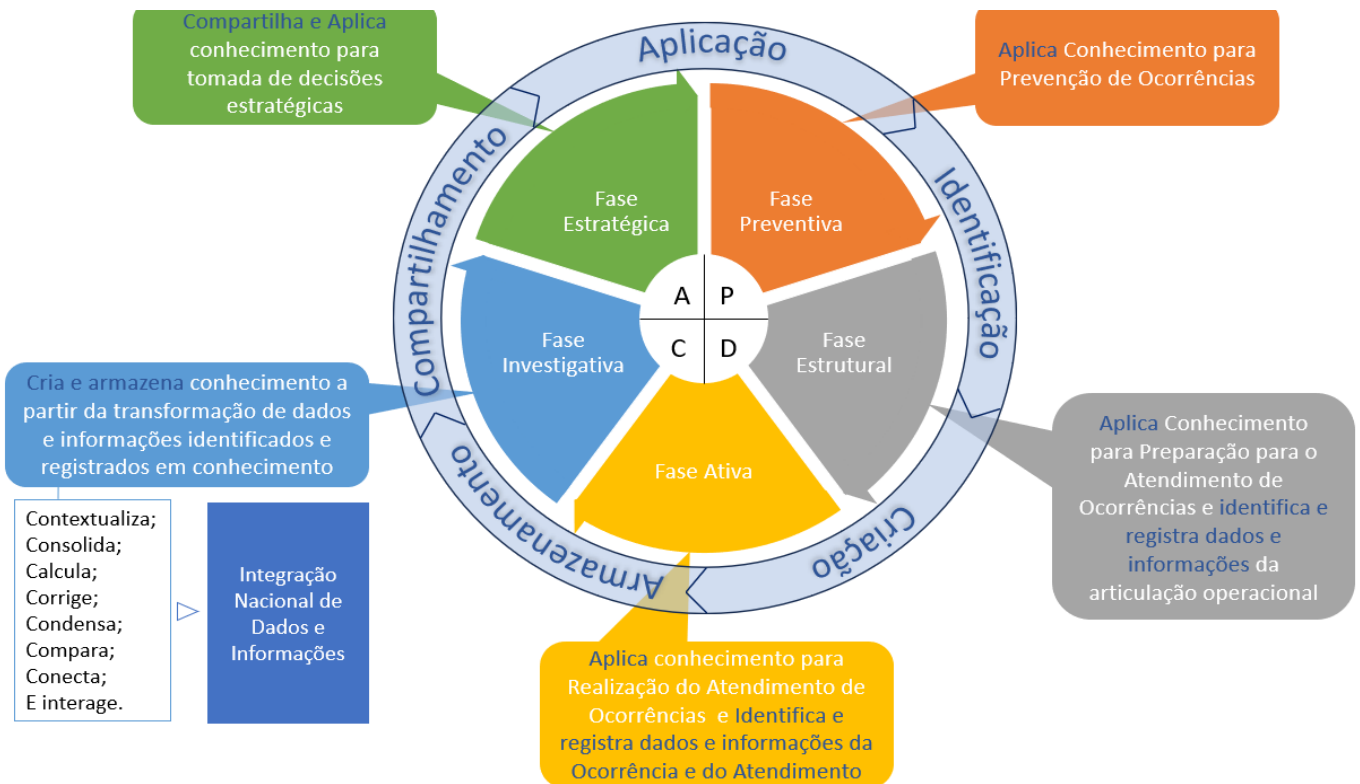 Compartilha e Aplica
conhecimento para
tomada de decisões
estratégicas
Aplicação
Aplica Conhecimento para
Prevenção de Ocorrências
Compartilhamento
Identificação
Fase
Estratégica
Fase
Preventiva
A
P
C
D
Fase
Investigativa
Fase
Estrutural
Fase Ativa
Cria e armazena conhecimento a
partir da transformação de dados
e informações identificados e
registrados em conhecimento
Aplica Conhecimento
para Preparação para o
Atendimento de
Ocorrências e identifica e
registra dados e
informações da
articulação operacional
Armazenamento
Criação
Contextualiza;
Consolida;
Calcula;
Corrige;
Condensa;
Compara;
Conecta;
E interage.
Integração
Nacional de
Dados e
Informações
Aplica conhecimento para
Realização do Atendimento de
Ocorrências e Identifica e
registra dados e informações da
Ocorrência e do Atendimento